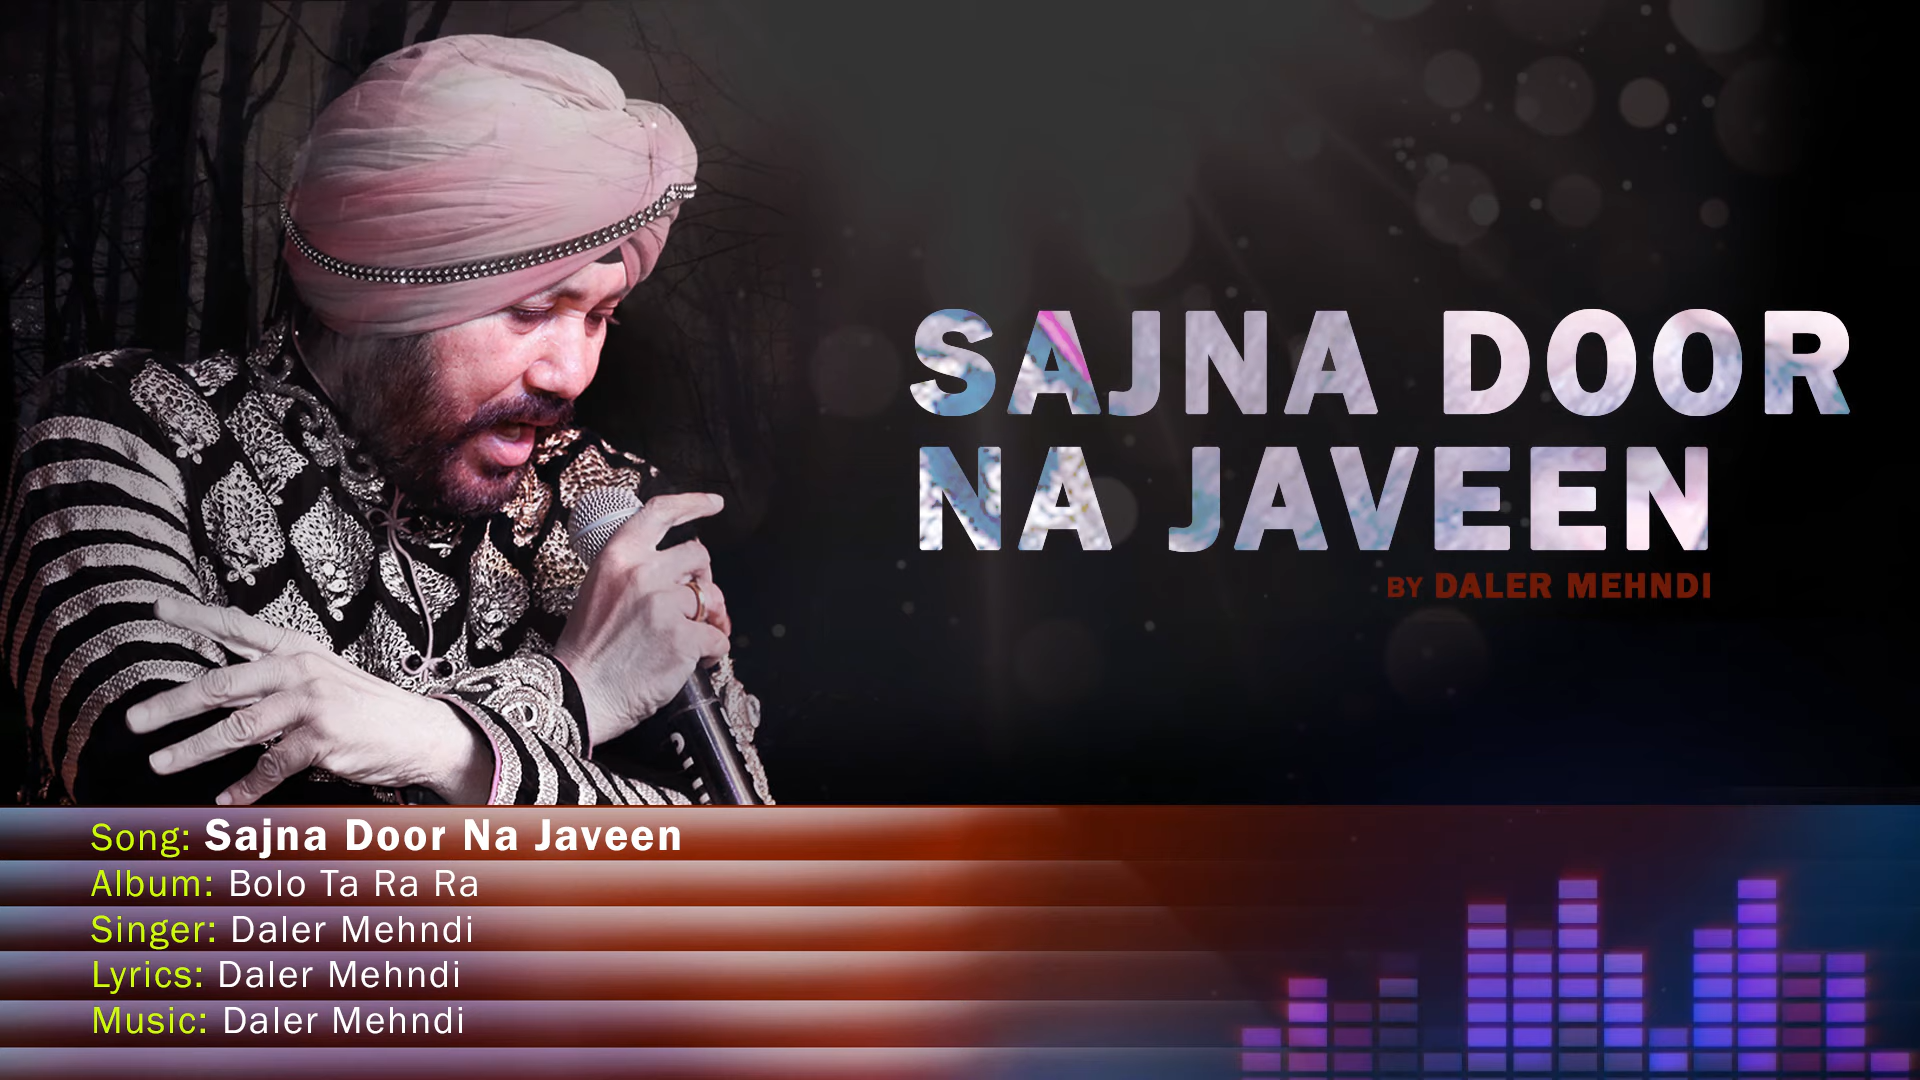 SAJNA DOOR
NA JAVEEN
BY DALER MEHNDI
Song: Sajna Door Na Javeen
Album: Bolo Ta Ra Ra
Singer: Daler Mehndi
Lyrics: Daler Mehndi
Music: Daler Mehndi